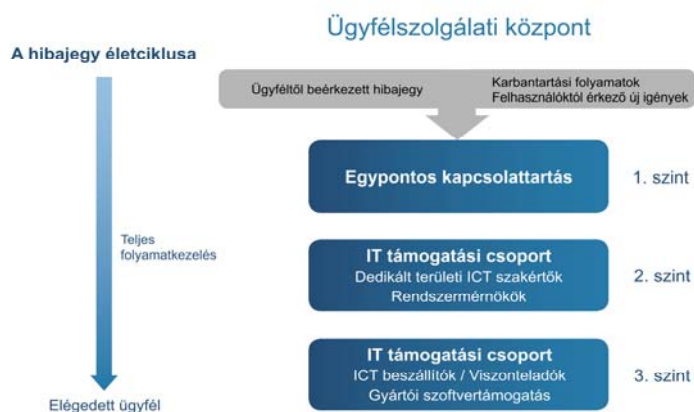 Ügyfélszolgálati központ
A hibajegy életciklusa
Ügyféltől beérkezett hibajegy
Karbantartási folyamatok
Felhasználóktól érkező új igények
Egypontos kapcsolattartás
1. szint
Teljes
folyamatkezelés
IT támogatási csoport
Dedikált területi ICT szakértők
Rendszermérnökök
2. szint
IT támogatási csoport
ICT beszállítók / Viszonteladók
Gyártói szoftvertámogatás
3. szint
Elégedett ügyfél